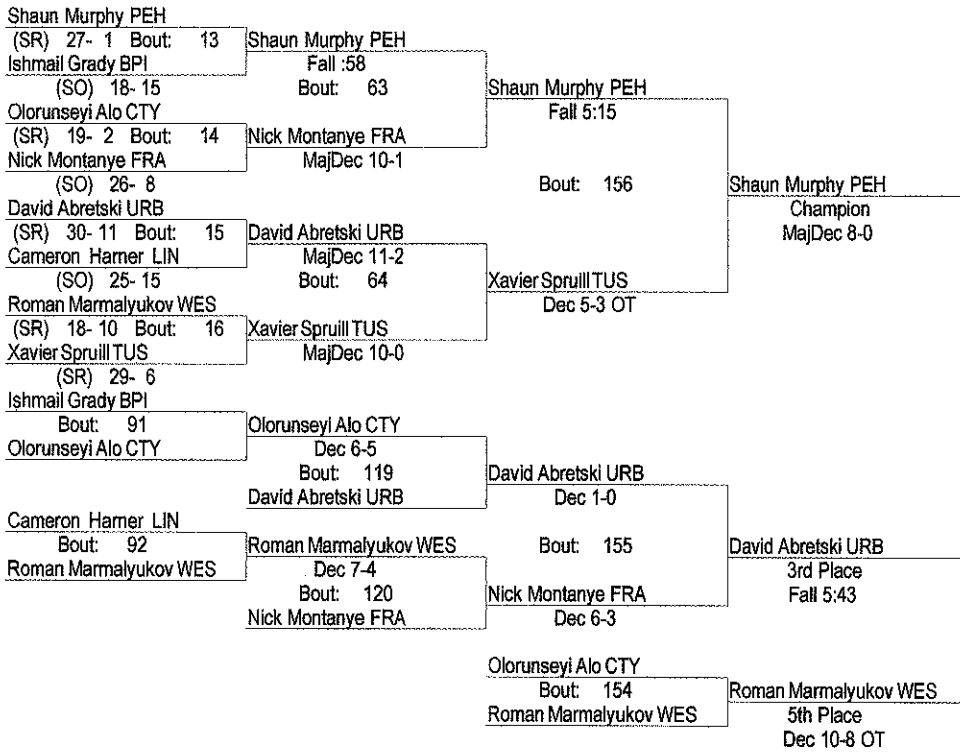 Shaun Murphy PEH
(SR) 27- 1 Bout: 13
Ishmail Grady BPI
(SO) 18- 15
Olorunseyi Alo CTY
(SR) 19- 2 Bout: 14
Nick Montanye FRA
(SO) 26- 8
David Abretski URB
(SR) 30- 11 Bout: 15
Cameron Harner LIN
(SO) 25- 15
Roman Marmalyukov WES
(SR) 18- 10 Bout: 16
Xavier Spruill TUS
(SR) 29- 6
Shaun Murphy PEH
Fall :58
Bout: 63
Nick Montanye FRA
MajDec 10-1
David Abretski URB
MajDec 11-2
Bout: 64
Xavier Spruill TUS
MajDec 10-0
Shaun Murphy PEH
Fall 5:15
Bout: 156
Xavier Spruill TUS
Dec 5-3 OT
Shaun Murphy PEH
Champion
MajDec 8-0
Ishmail Grady BPI
Bout: 91
Olorunseyi Alo CTY
Cameron Harner LIN
Bout: 92
Roman Marmalyukov WES
Olorunseyi Alo CTY
Dec 6-5
Bout: 119
David Abretski URB
Roman Marmalyukov WES
Dec 7-4
Bout: 120
Nick Montanye FRA
David Abretski URB
Dec 1-0
Bout: 155
Nick Montanye FRA
Dec 6-3
David Abretski URB
3rd Place
Fall 5:43
Olorunseyi Alo CTY
Bout: 154
Roman Marmalyukov WES
Roman Marmalyukov WES
5th Place
Dec 10-8 OT